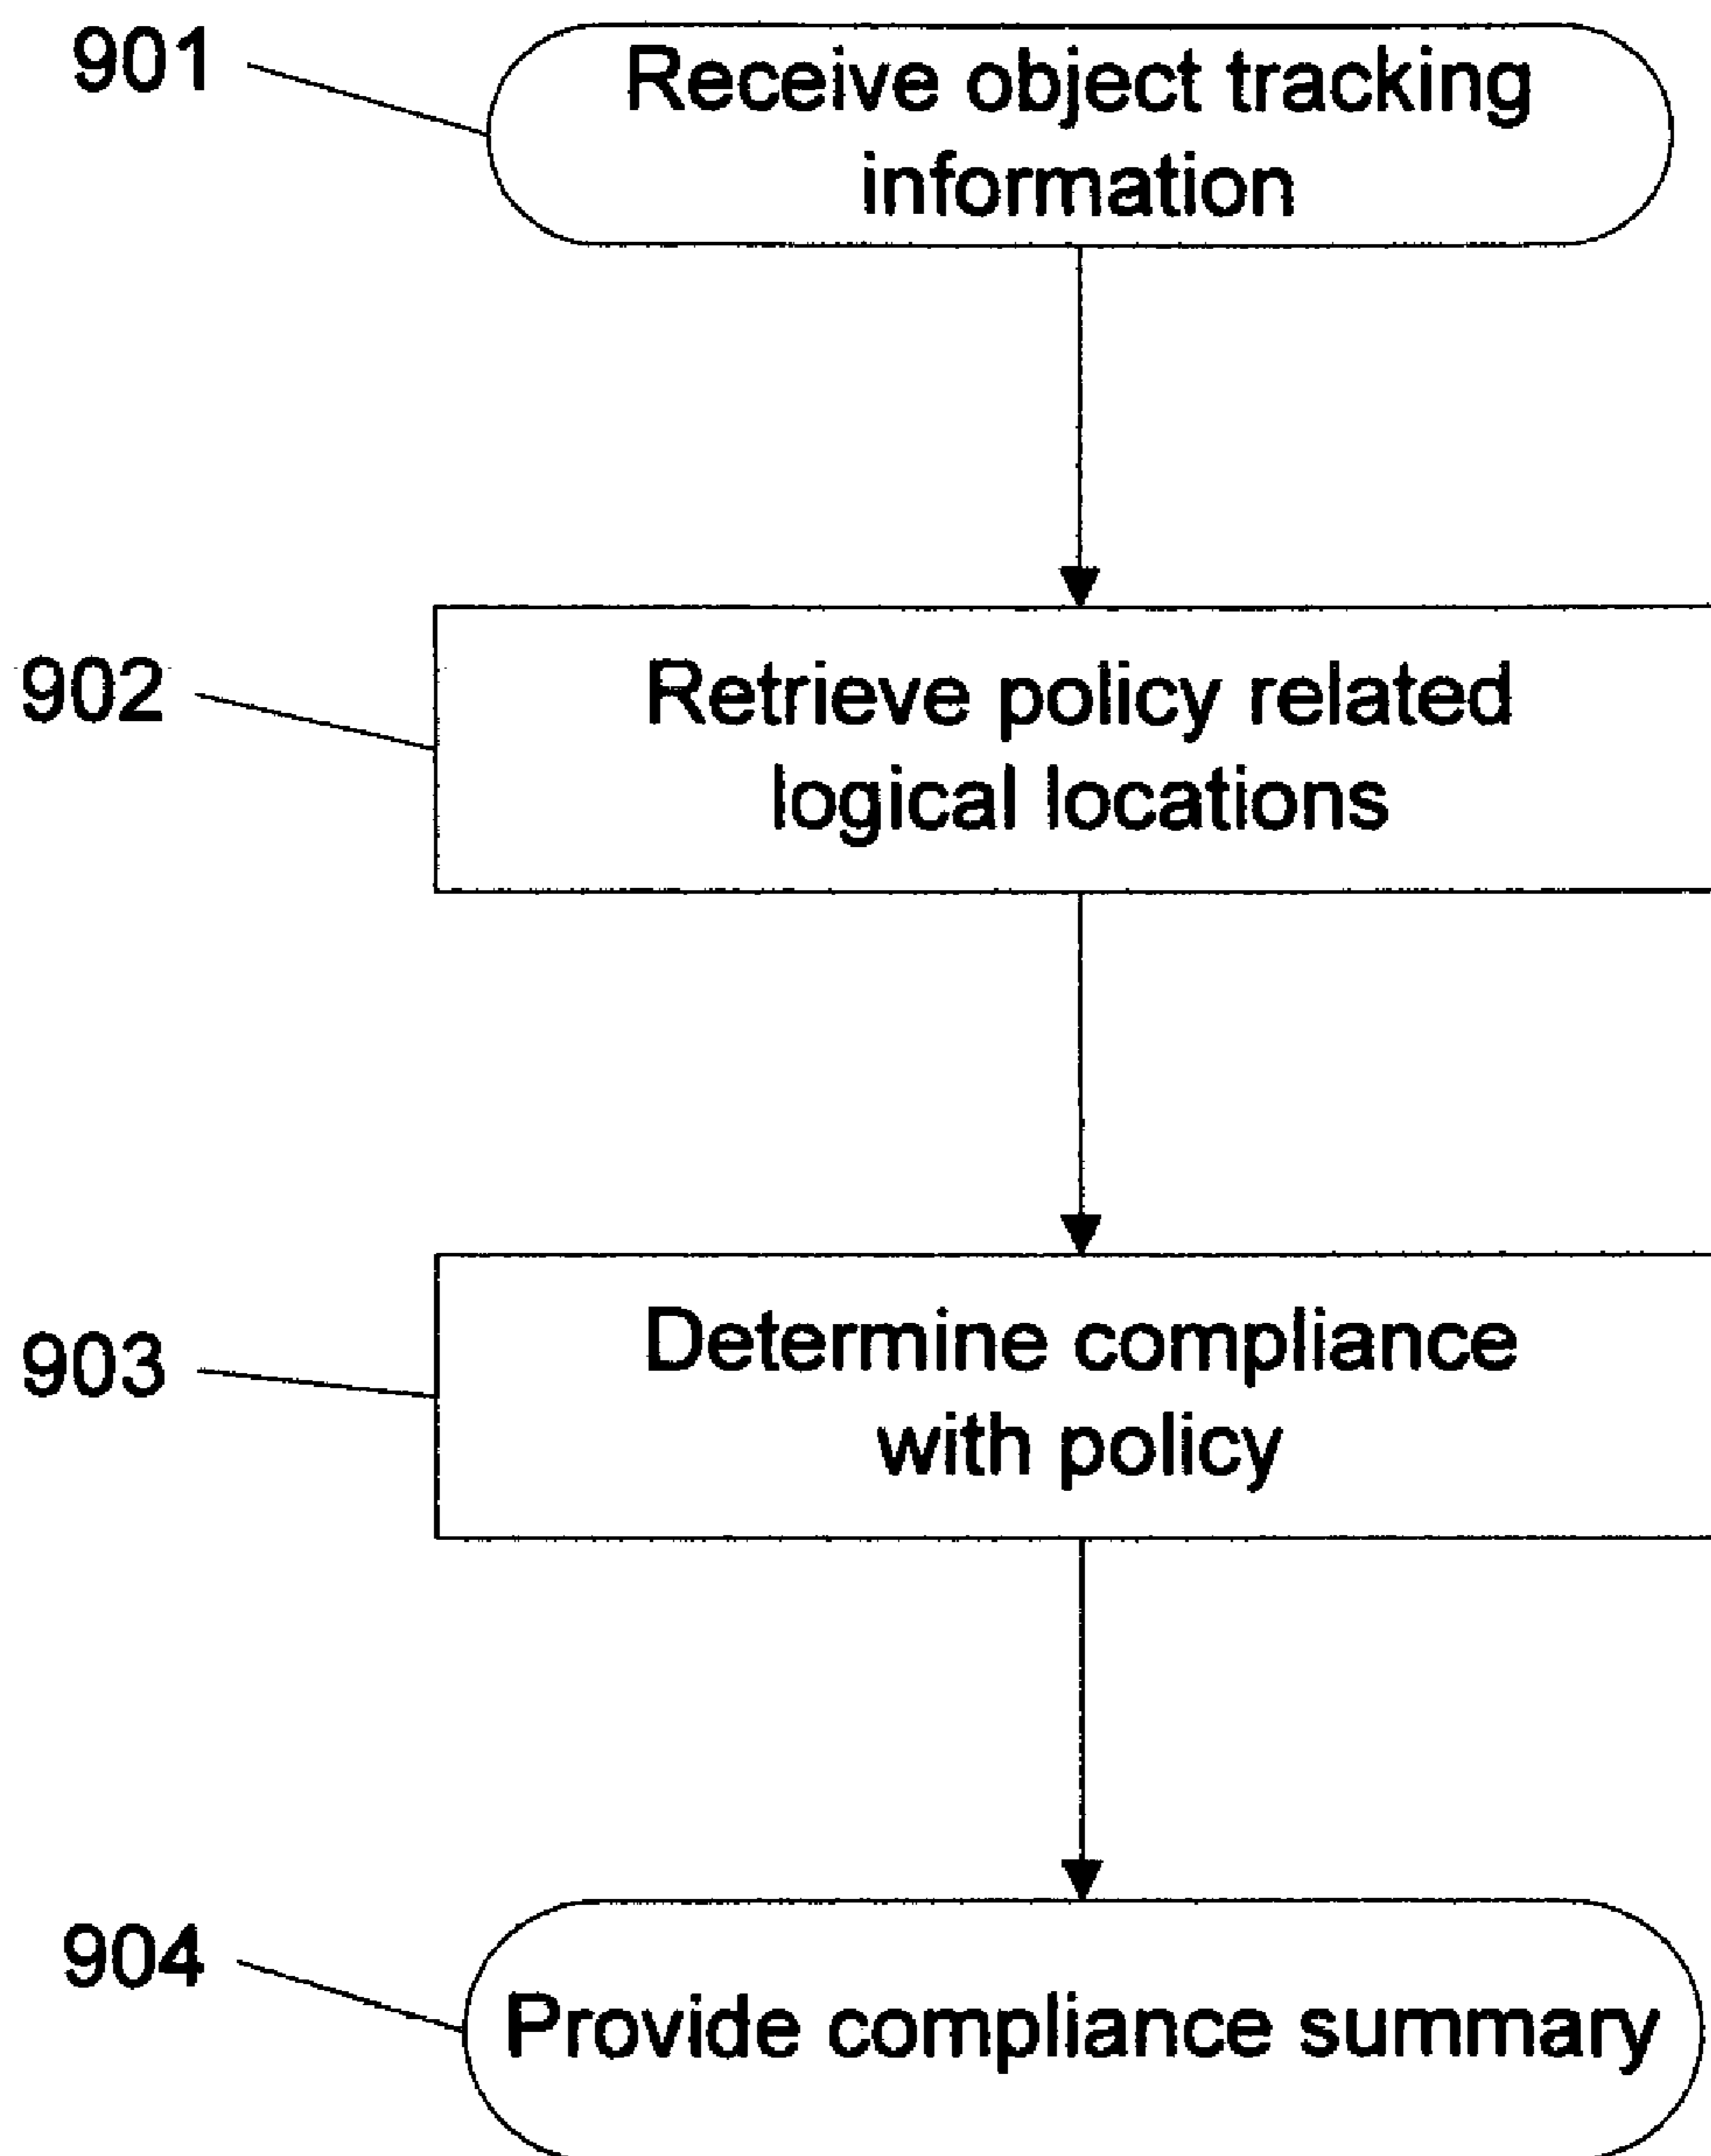 901
Receive object tracking
information
902
Retrieve policy related
logical locations
903
Determine compliance
with policy
904
Provide compliance summary